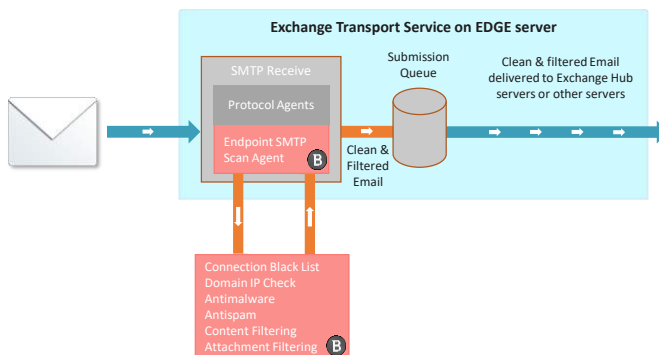 Exchange Transport Service on EDGE server
SMTP Receive
Protocol Agents
Endpoint SMTP
Scan Agent
B
Submission
Queue
Clean & filtered Email
delivered to Exchange Hub
servers or other servers
Clean &
Filtered
Email
Connection Black List
Domain IP Check
Antimalware
Antispam
Content Filtering
Attachment Filtering
B